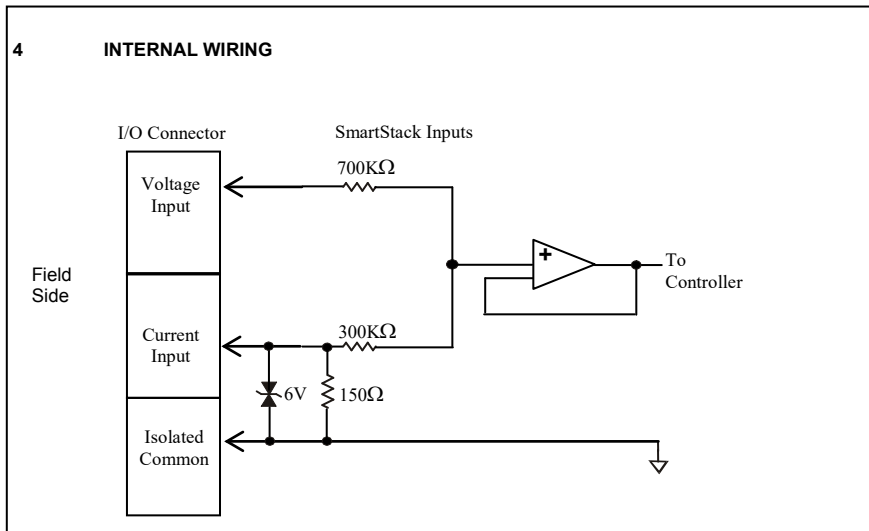 4 INTERNAL WIRING
I/O Connector
SmartStack Inputs
Voltage
Input
700KΩ
+
To
Controller
Field
Side
Current
Input
300KΩ
6V
150Ω
Isolated
Common